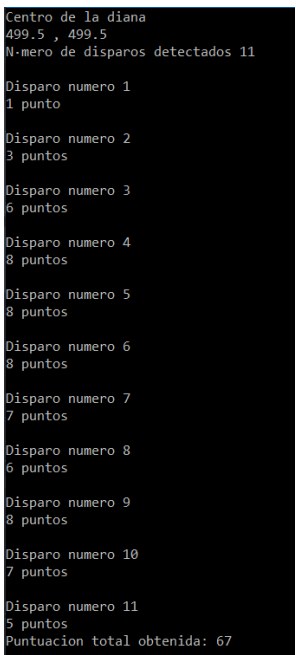 Centro de la diana
499.5 , 499.5
N·mero de disparos detectados 11
Disparo numero 1
1 punto
Disparo numero 2
3 puntos
Disparo numero 3
6 puntos
Disparo numero 4
8 puntos
Disparo numero 5
8 puntos
Disparo numero 6
8 puntos
Disparo numero 7
7 puntos
Disparo numero 8
6 puntos
Disparo numero 9
8 puntos
Disparo numero 10
7 puntos
Disparo numero 11
5 puntos
Puntuacion total obtenida: 67